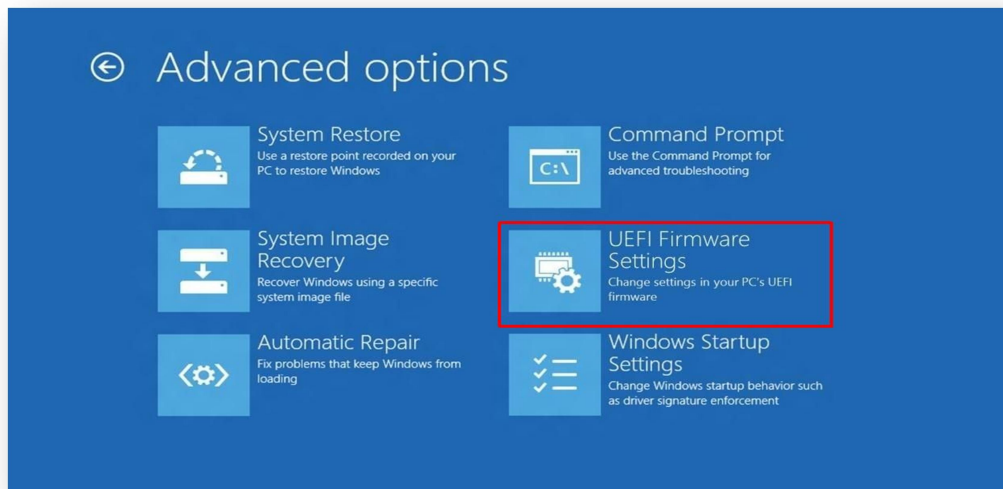 Advanced options
System Restore
Use a restore point recorded on your
PC to restore Windows
Command Prompt
Use the Command Prompt for
advanced troubleshooting
C:\
System Image
Recovery
Recover Windows using a specific
system image file
UEFI Firmware
Settings
Change settings in your PC's UEFI
firmware
Automatic Repair
Fix problems that keep Windows from
loading
Windows Startup
Settings
Change Windows startup behavior such
as driver signature enforcement